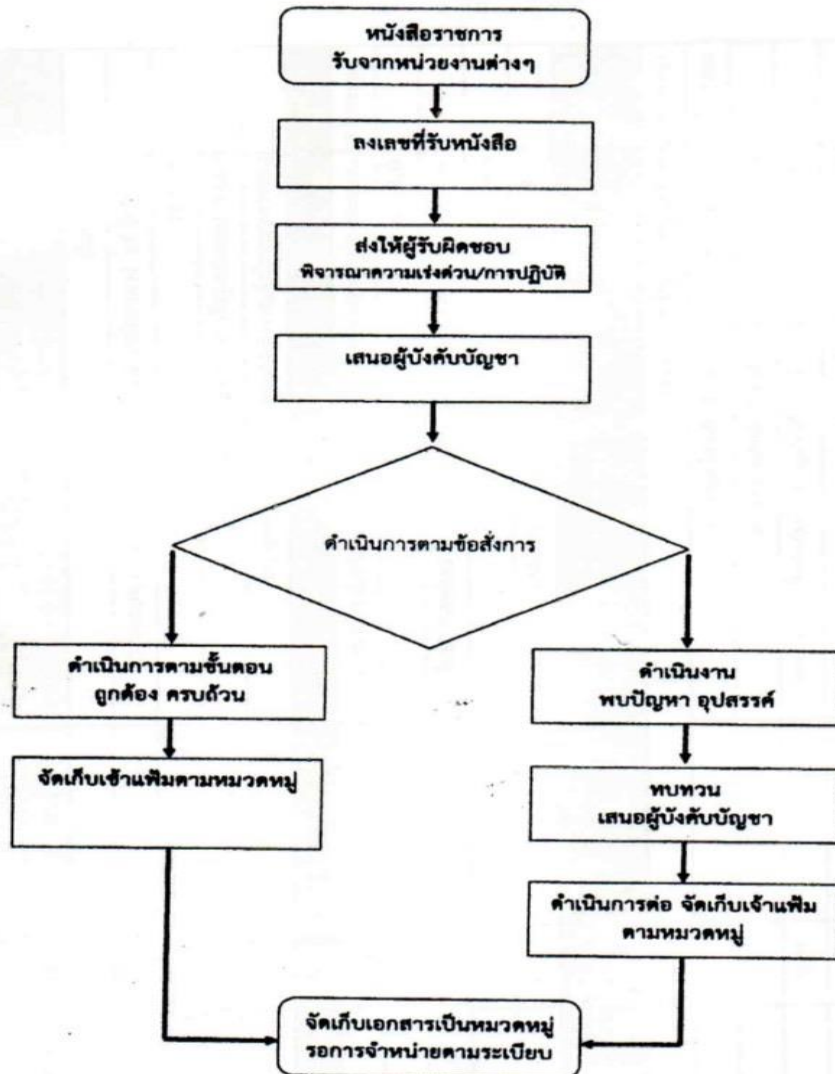 หนังสือราชการ
รับจากหน่วยงานต่างๆ
ลงเลขที่รับหนังสือ
ส่งให้ผู้รับผิดชอบ
พิจารณาความเร่งด่วน/การปฏิบัติ
เสนอผู้บังคับบัญชา
ดำเนินการตามข้อสั่งการ
ดำเนินการตามขั้นตอน
ถูกต้อง ครบถ้วน
จัดเก็บเข้าแฟ้มตามหมวดหมู่
ดำเนินงาน
พบปัญหา อุปสรรค์
ทบทวน
เสนอผู้บังคับบัญชา
ดำเนินการต่อ จัดเก็บเจ้าแฟ้ม
ตามหมวดหมู่
จัดเก็บเอกสารเป็นหมวดหมู่
รอการจำหน่ายตามระเบียบ